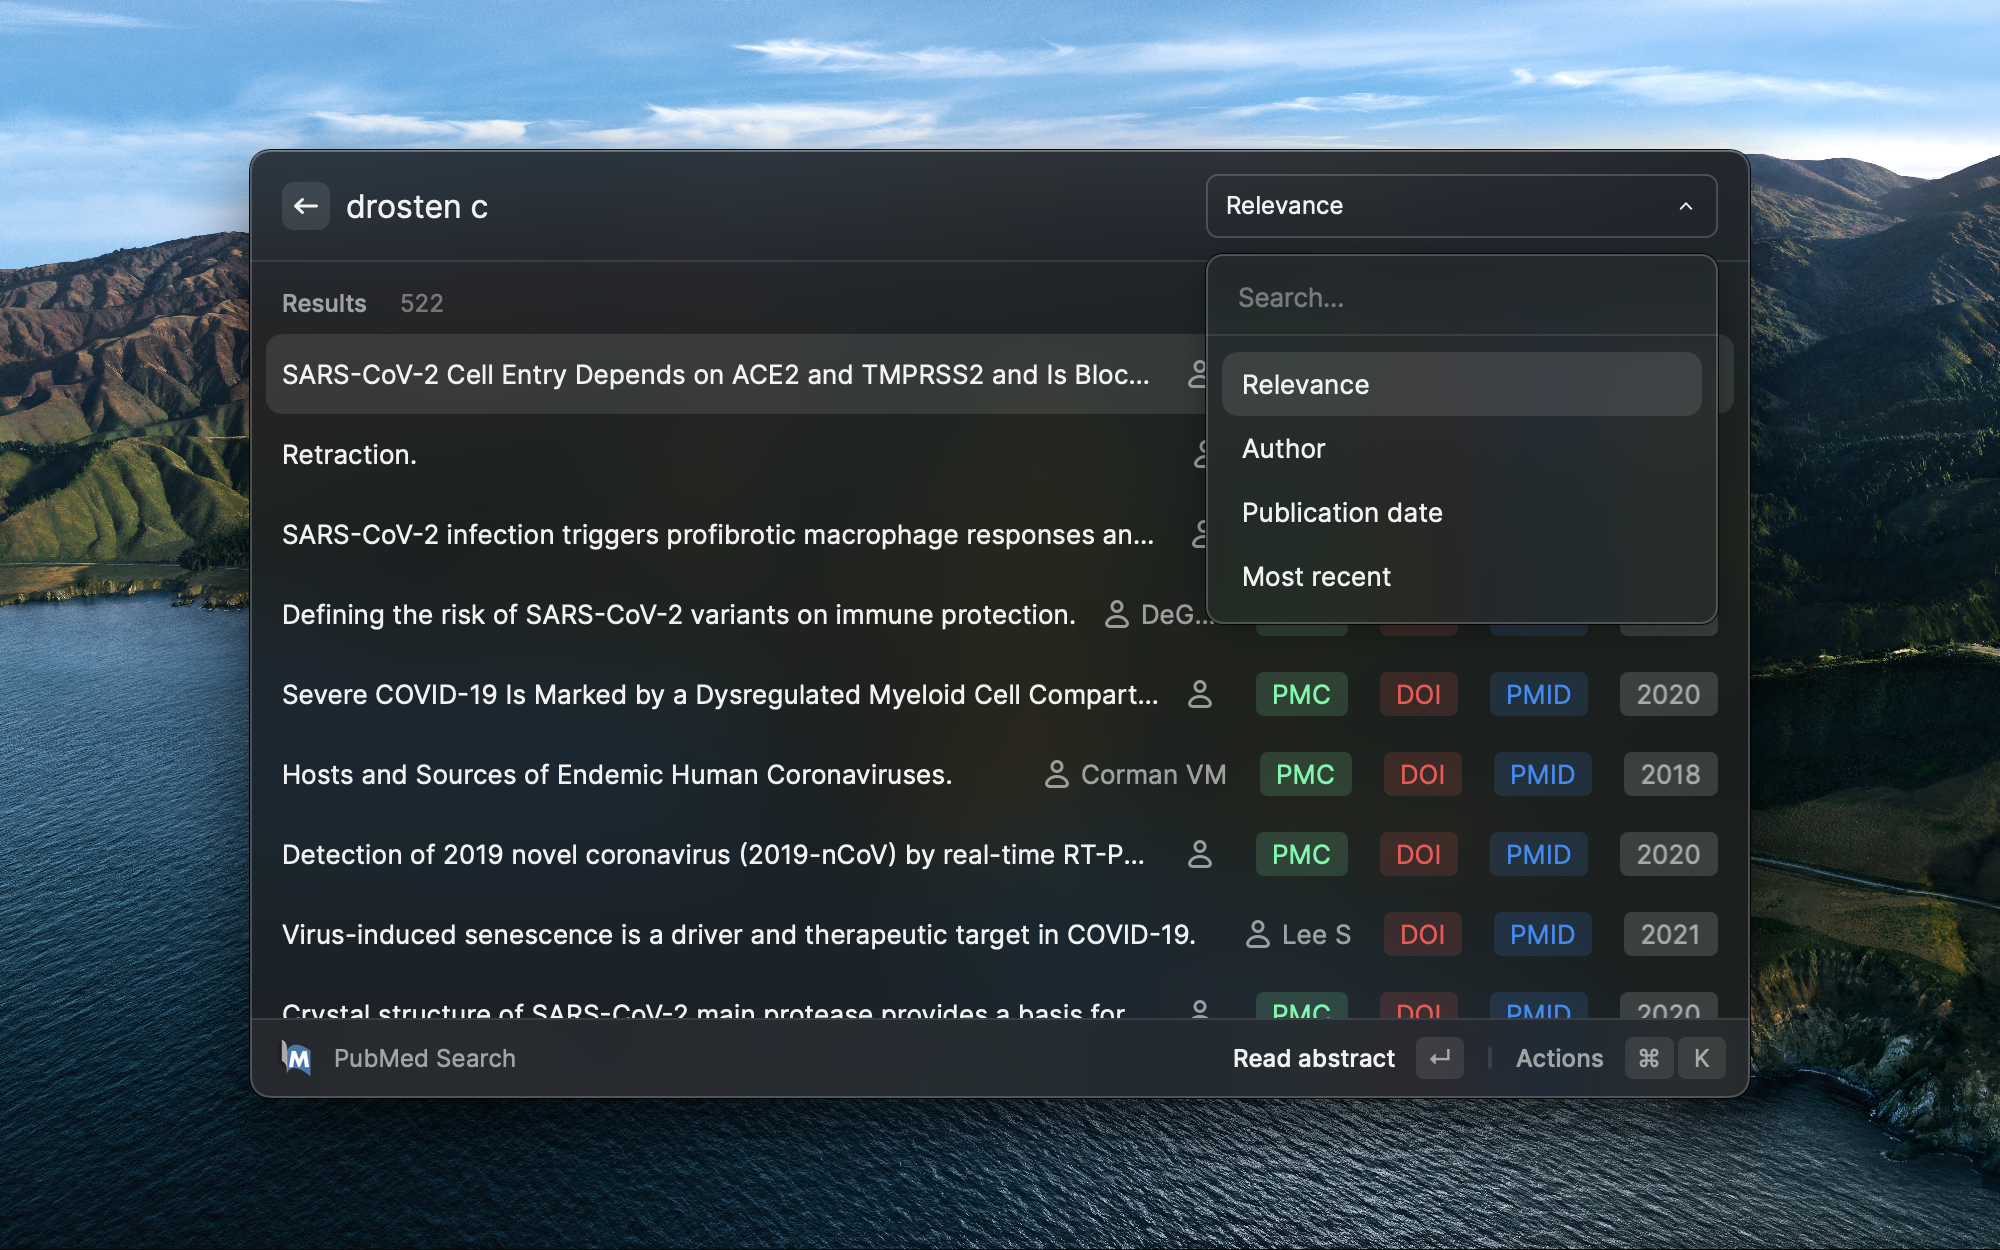 drosten c
Relevance
Search...
Results 522
Relevance
Author
Publication date
Most recent
SARS-CoV-2 Cell Entry Depends on ACE2 and TMPRSS2 and Is Bloc...
Retraction.
SARS-CoV-2 infection triggers profibrotic macrophage responses an...
Defining the risk of SARS-CoV-2 variants on immune protection. DeG...
Severe COVID-19 Is Marked by a Dysregulated Myeloid Cell Compart... PMC DOI PMID 2020
Hosts and Sources of Endemic Human Coronaviruses. Corman VM PMC DOI PMID 2018
Detection of 2019 novel coronavirus (2019-nCoV) by real-time RT-P... PMC DOI PMID 2020
Virus-induced senescence is a driver and therapeutic target in COVID-19. Lee S DOI PMID 2021
Crystal structure of SARS-CoV-2 main protease provides a basis for PMC DOI PMID 2020
M PubMed Search Read abstract ↵ Actions ⌘ K